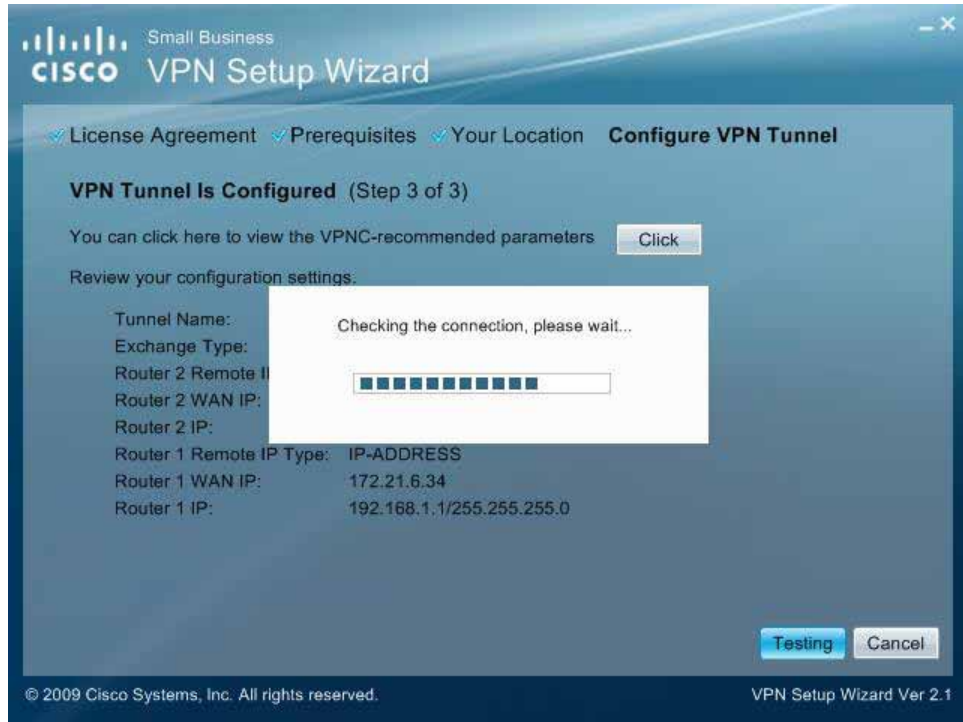 Small Business
CISCO VPN Setup Wizard
License Agreement Prerequisites Your Location Configure VPN Tunnel
VPN Tunnel Is Configured (Step 3 of 3)
You can click here to view the VPNC-recommended parameters Click
Review your configuration settings.
Checking the connection, please wait...
Tunnel Name:
Exchange Type:
Router 2 Remote
Router 2 WAN IP:
Router 2 IP:
Router 1 Remote IP Type: IP-ADDRESS
Router 1 WAN IP: 172.21.6.34
Router 1 IP: 192.168.1.1/255.255.255.0
Testing Cancel
© 2009 Cisco Systems, Inc. All rights reserved. VPN Setup Wizard Ver 2.1